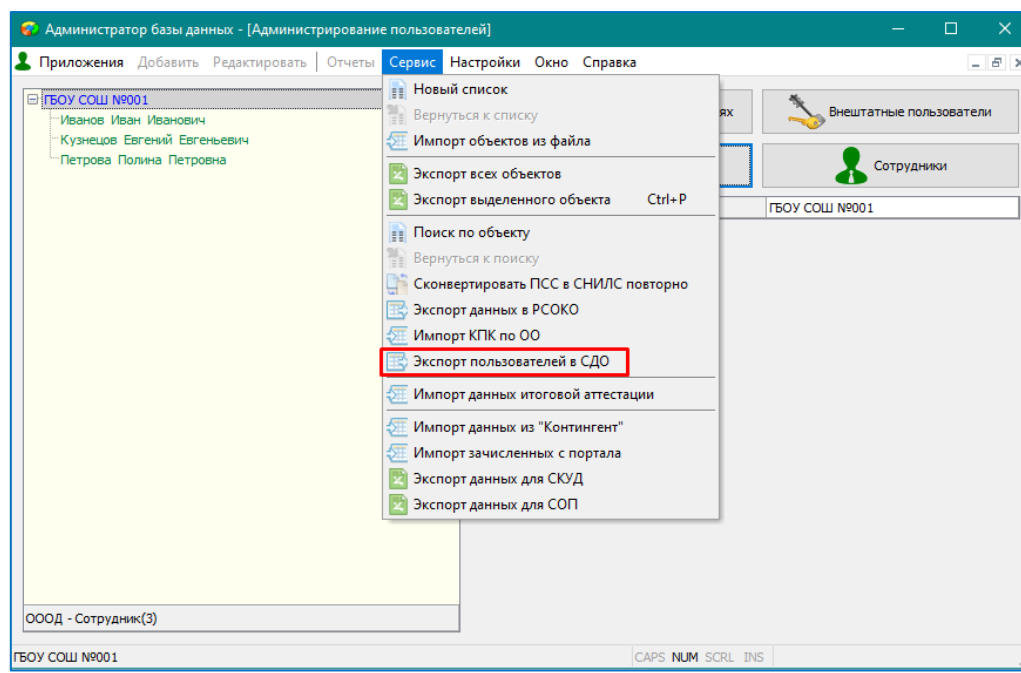 Администратор базы данных - [Администрирование пользователей]
Приложения Добавить Редактировать Отчеты Сервис Настройки Окно Справка
ГБОУ СОШ №001
Иванов Иван Иванович
Кузнецов Евгений Евгеньевич
Петрова Полина Петровна
Новый список
Вернуться к списку
Импорт объектов из файла
Экспорт всех объектов
Экспорт выделенного объекта Ctrl+P
Поиск по объекту
Вернуться к поиску
Сконвертировать ПСС в СНИЛС повторно
Экспорт данных в РСОКО
Импорт КПК по ОО
Экспорт пользователей в СДО
Импорт данных итоговой аттестации
Импорт данных из "Контингент"
Импорт зачисленных с портала
Экспорт данных для СКУД
Экспорт данных для СОП
ях
Внештатные пользователи
Сотрудники
ГБОУ СОШ №001
ОООД - Сотрудник(3)
ГБОУ СОШ №001
CAPS NUM SCRL INS